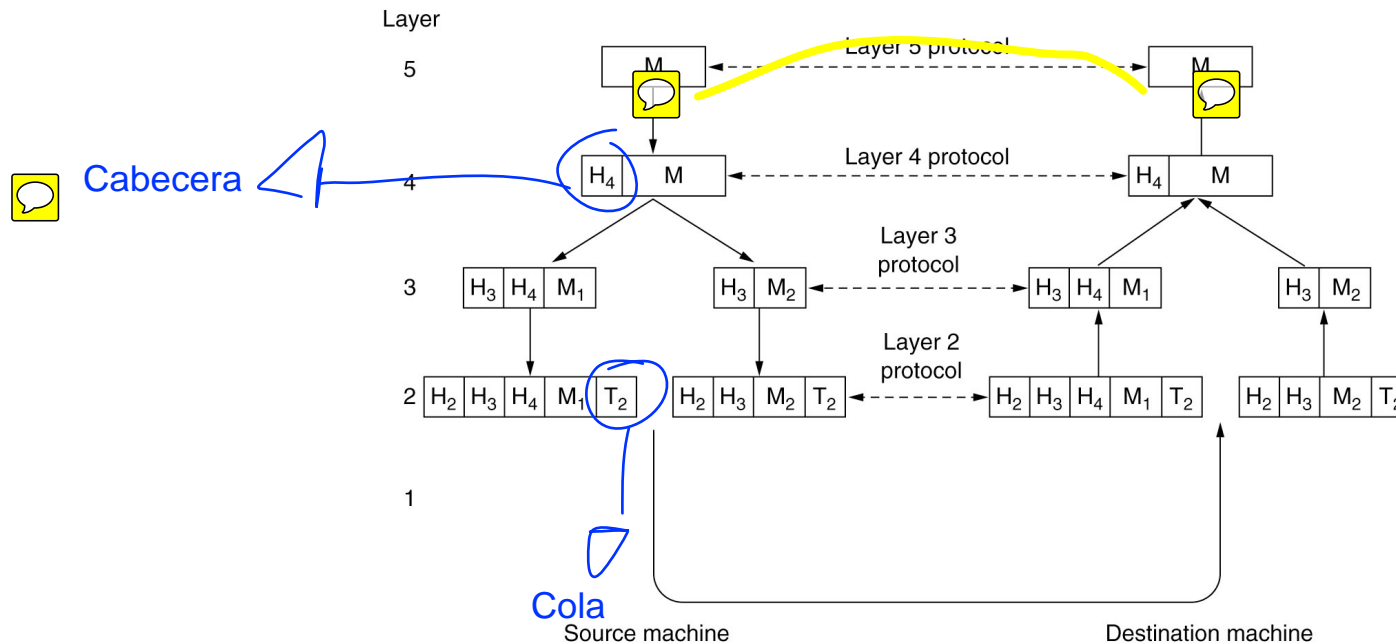 Layer
5
M
Layer 5 protocol
M
Cabecera
4
H4 M
Layer 4 protocol
H4 M
Layer 3
protocol
3
H3 H4 M1
H3 M2
H3 H4 M1
H3 M2
Layer 2
protocol
2
H2 H3 H4 M1 T2
H2 H3 M2 T2
H2 H3 H4 M1 T2
H2 H3 M2 T2
1
Cola
Source machine
Destination machine